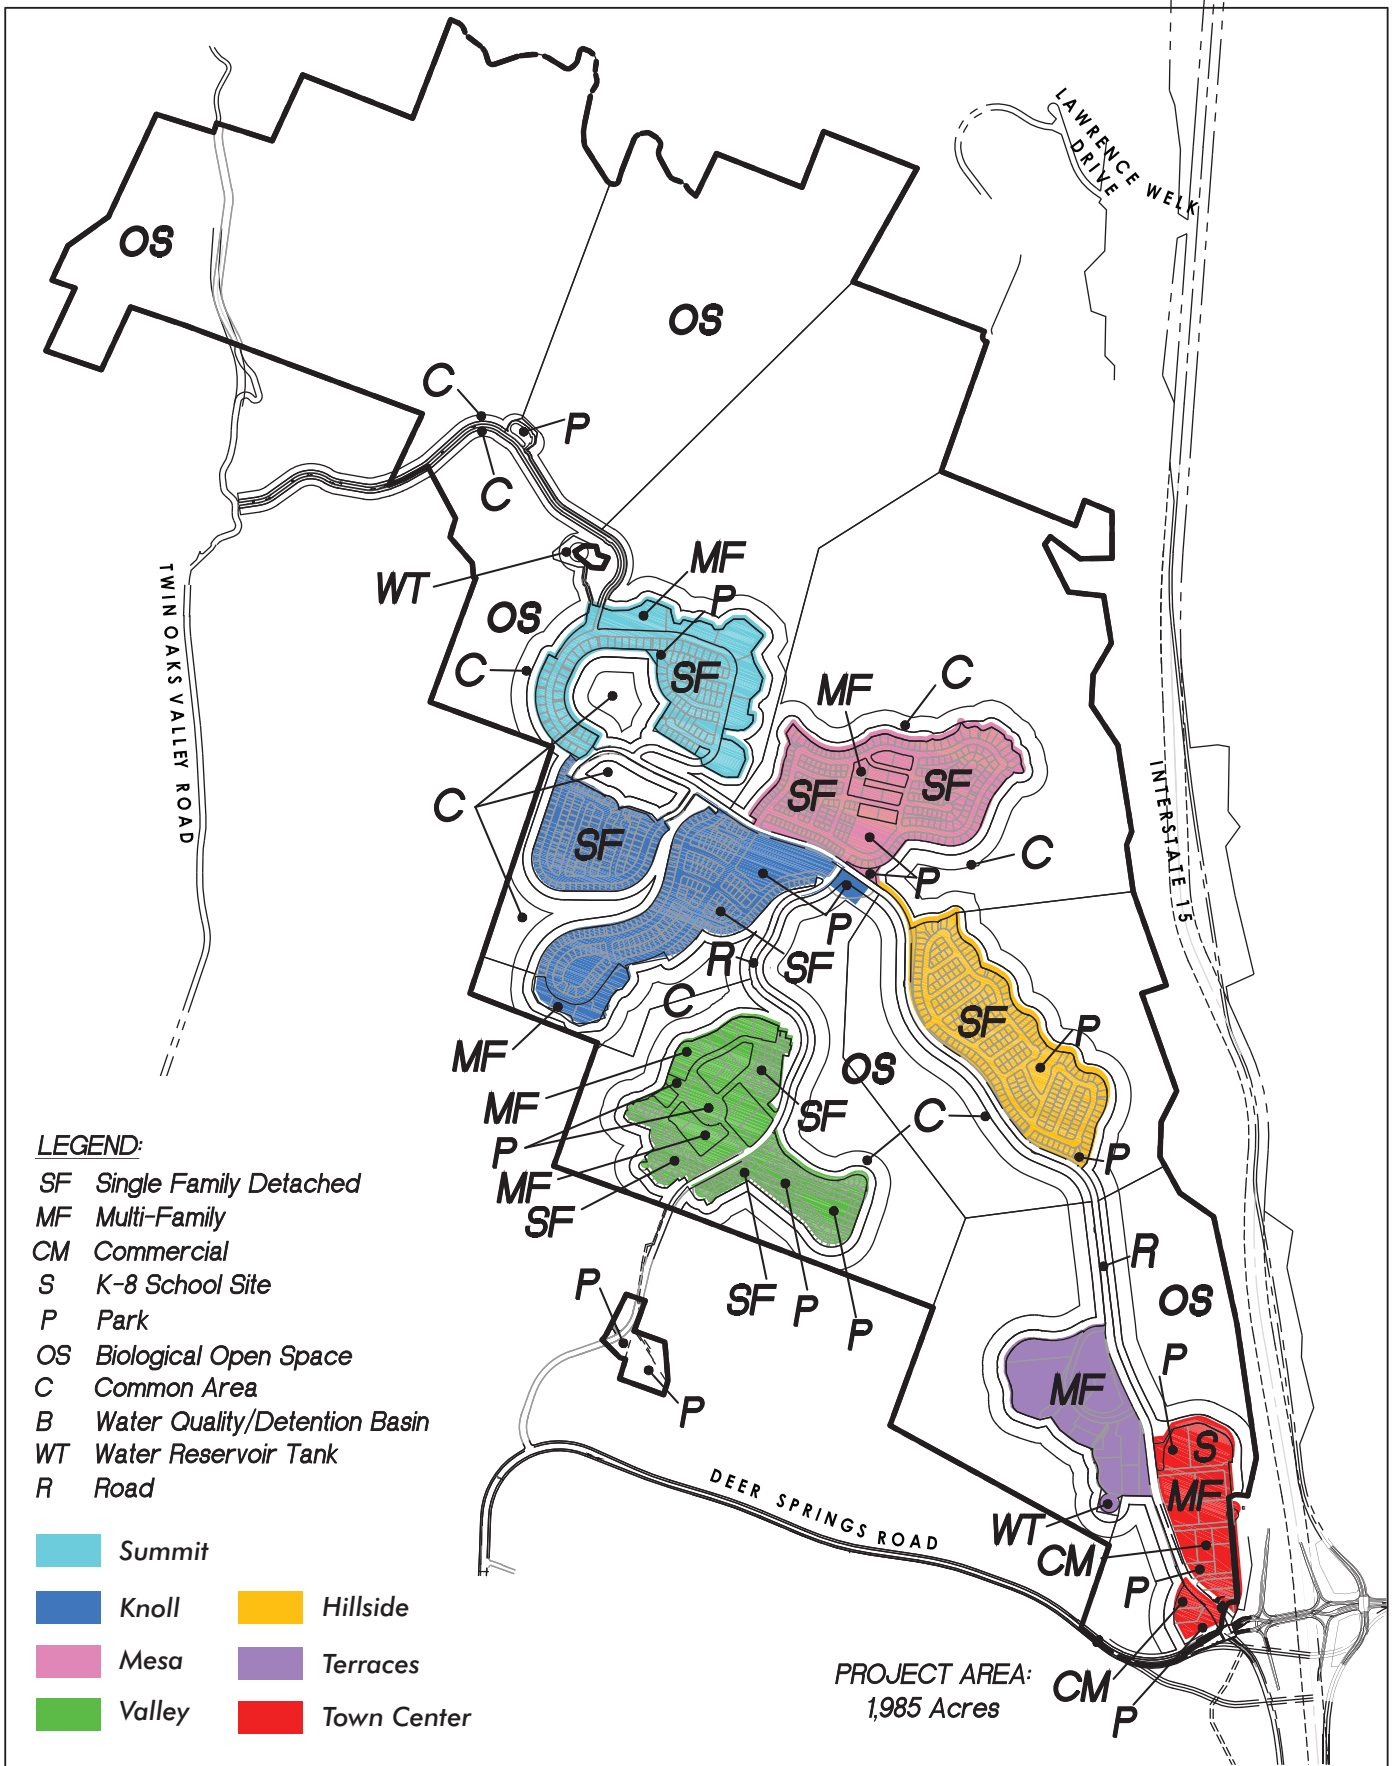 LAWRENCE WELK
DRIVE
OS
OS
C
P
C
MF
WT
P
OS
C
SF
MF
C
TWIN OAKS VALLEY ROAD
INTERSTATE 15
SF
SF
C
SF
C
P
P
R
SF
C
SF
P
MF
OS
MF
SF
C
P
P
MF
SF
R
P
SF
P
P
OS
P
MF
P
S
MF
WT
CM
P
DEER SPRINGS ROAD
CM
P
LEGEND:
SF Single Family Detached
MF Multi-Family
CM Commercial
S K-8 School Site
P Park
OS Biological Open Space
C Common Area
B Water Quality/Detention Basin
WT Water Reservoir Tank
R Road
Summit
Knoll
Hillside
Mesa
Terraces
Valley
Town Center
PROJECT AREA:
1,985 Acres